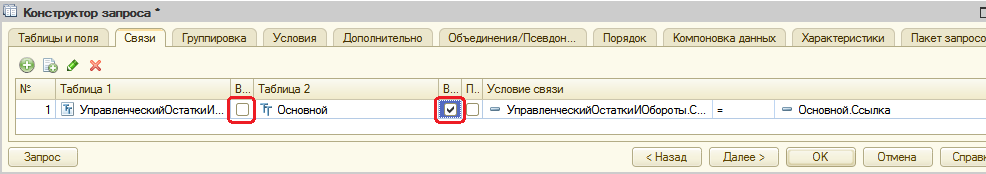 Конструктор запроса *
Таблицы и поля Связи Группировка Условия Дополнительно Объединения/Псевдон... Порядок Компоновка данных Характеристики Пакет запросо
№ Таблица 1 В... Таблица 2 В... П.. Условие связи
1 УправленческийОстаткиИ... Основной УправленческийОстаткиИОбороты.С... = Основной.Ссылка
Запрос < Назад Далее > OK Отмена Справк